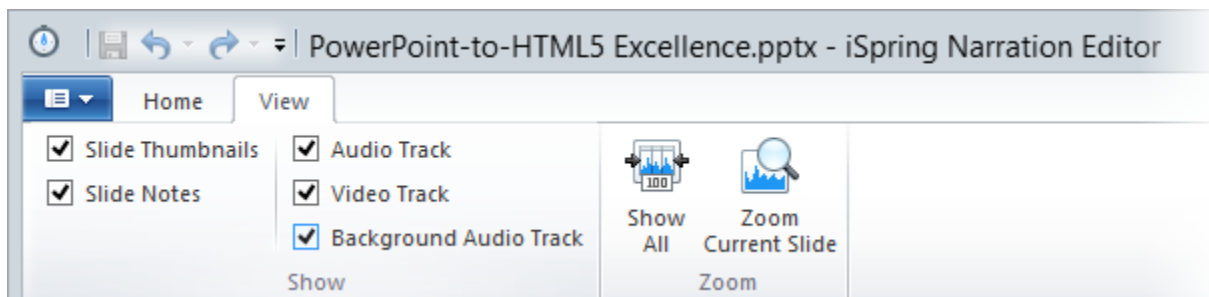 PowerPoint-to-HTML5 Excellence.pptx - iSpring Narration Editor
Home View
Slide Thumbnails
Slide Notes
Audio Track
Video Track
Background Audio Track
Show
100
Show
All
Zoom
Current Slide
Zoom